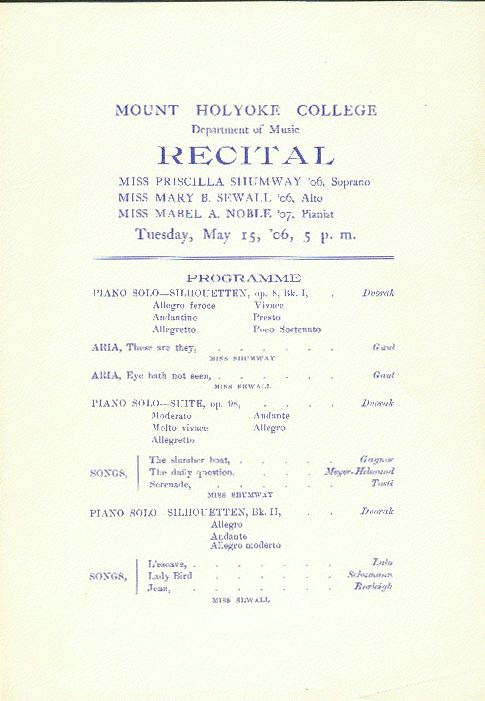 MOUNT HOLYOKE COLLEGE
Department of Music
RECITAL
MISS PRISCILLA SHUMWAY '06, Soprano
MISS MARY B. SEWALL '06, Alto
MISS MABEL A. NOBLE '07, Pianist
Tuesday, May 15, '06, 5 p. m.
PROGRAMME
PIANO SOLO—SILHOUETTEN, op. 8, Bk. I, . Dvorak
Allegro feroce Vivace
Andantino Presto
Allegretto Poco Sostenuto
ARIA, These are they, . . . . . . Gaul
MISS SHUMWAY
ARIA, Eye hath not seen, . . . . . . Gaul
MISS SEWALL
PIANO SOLO—SUITE, op. 98, . . . . Dvorak
Moderato Andante
Molto vivace Allegro
Allegretto
The slumber boat, . . . . . Gaynor
SONGS, The daily question, . . . . Meyer-Helmund
Serenade, . . . . . . Tosti
MISS SHUMWAY
PIANO SOLO SILHOUETTEN, Bk. II, . . Dvorak
Allegro
Andante
Allegro moderto
. . . . . . . Lalo
SONGS, Lady Bird . . . . . . Schumann
Jean, . . . . . . . Burleigh
MISS SEWALL